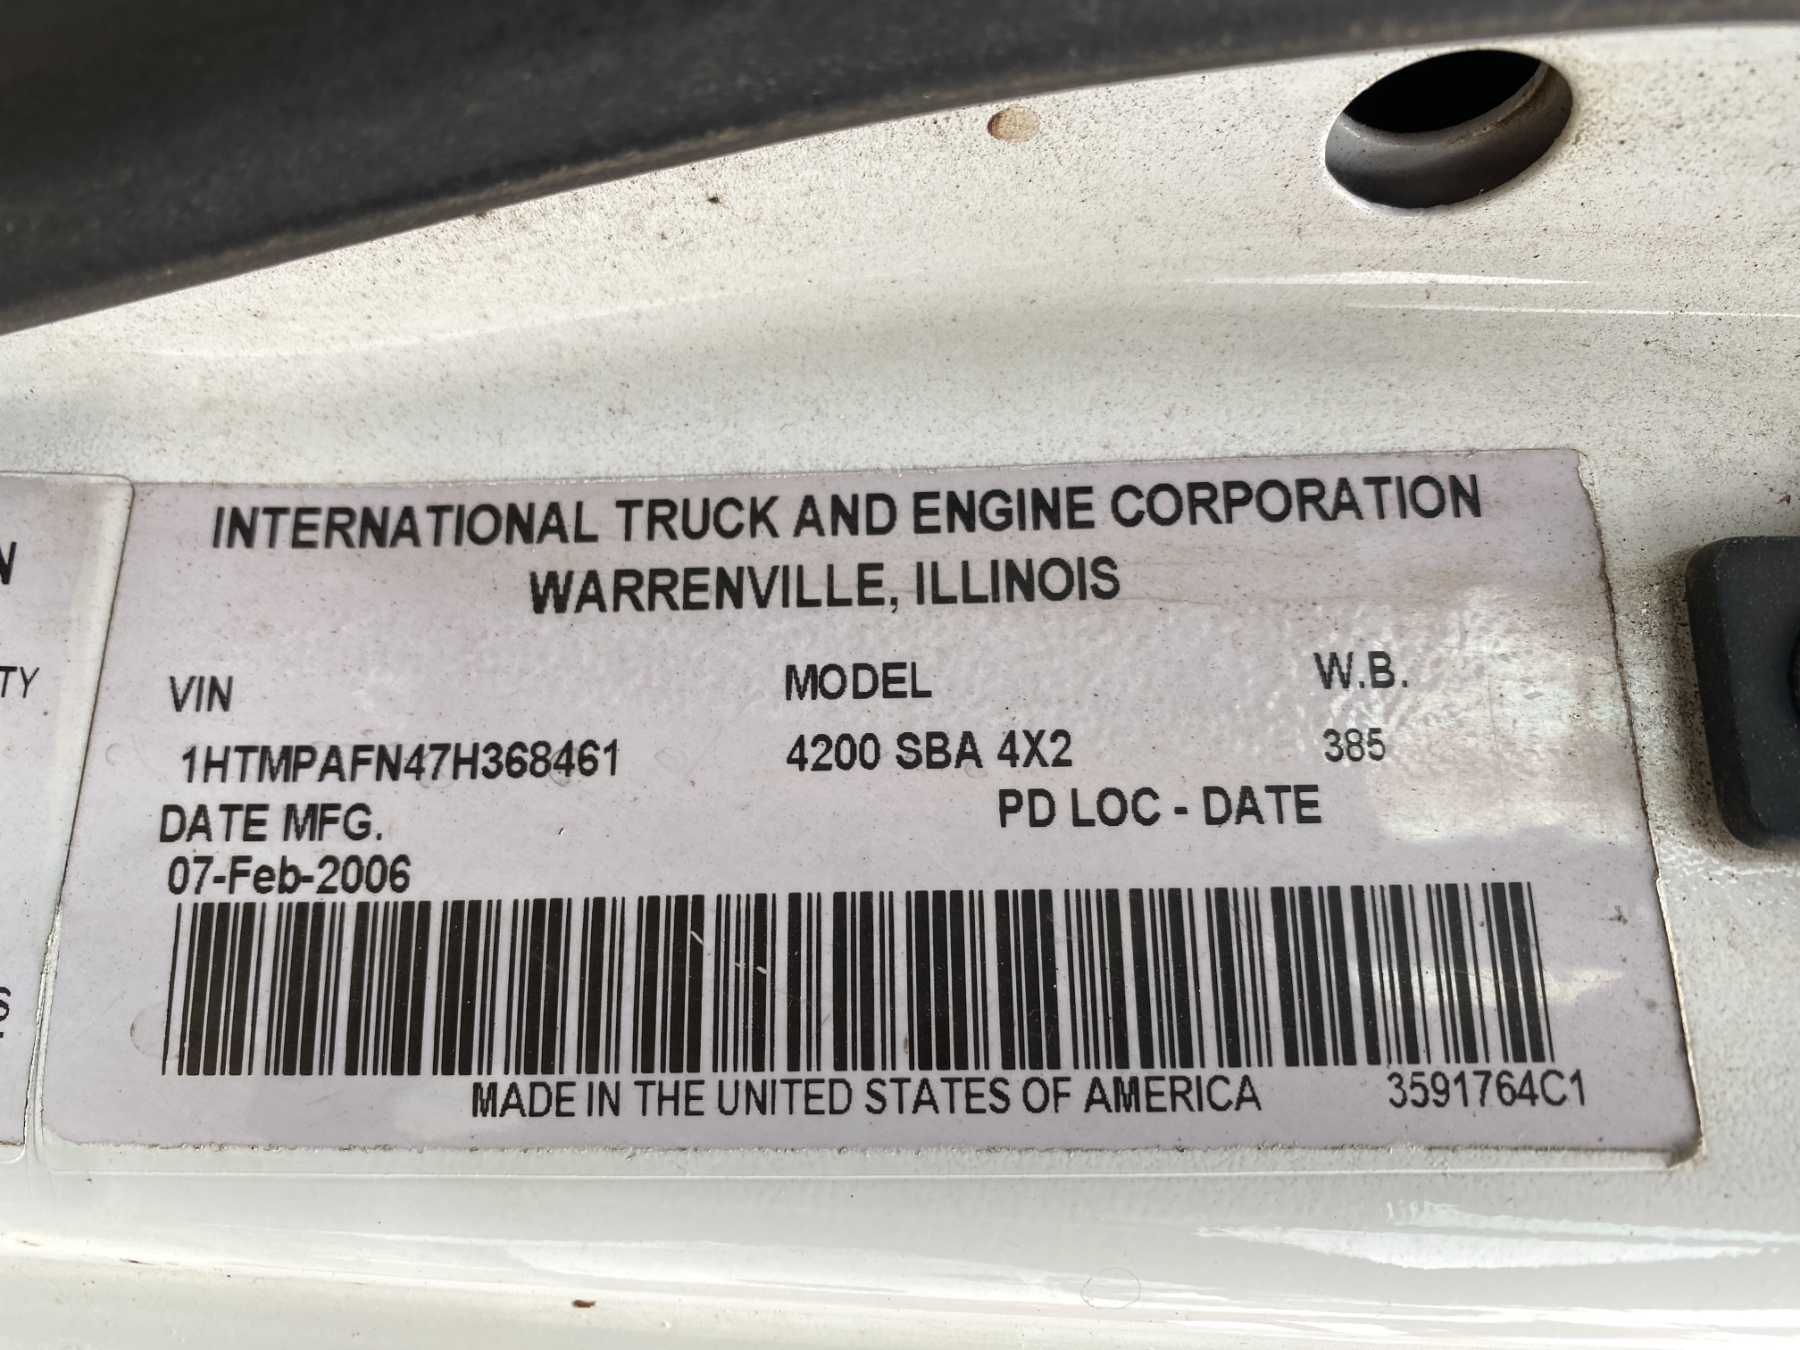 N
TY
S
INTERNATIONAL TRUCK AND ENGINE CORPORATION
WARRENVILLE, ILLINOIS
VIN MODEL W.B.
1HTMPAFN47H368461 4200 SBA 4X2 385
DATE MFG. PD LOC - DATE
07-Feb-2006
MADE IN THE UNITED STATES OF AMERICA 3591764C1